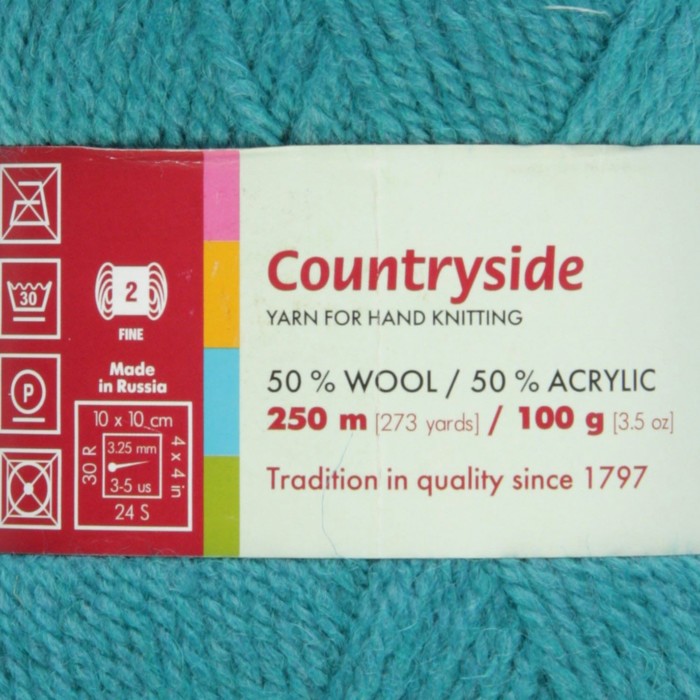 30
P
2
FINE
Made
in Russia
10 x 10 cm
30 R
3.25 mm
3-5 us
4 x 4 in
24 S
Countryside
YARN FOR HAND KNITTING
50 % WOOL / 50 % ACRYLIC
250 m [273 yards] / 100 g [3.5 oz]
Tradition in quality since 1797